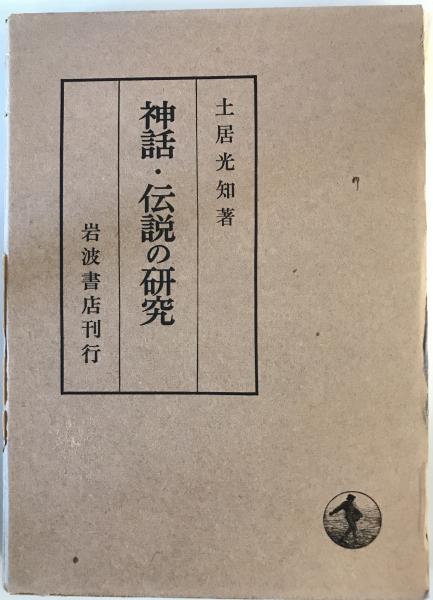 土居光知著
神話・伝説の研究
岩波書店刊行